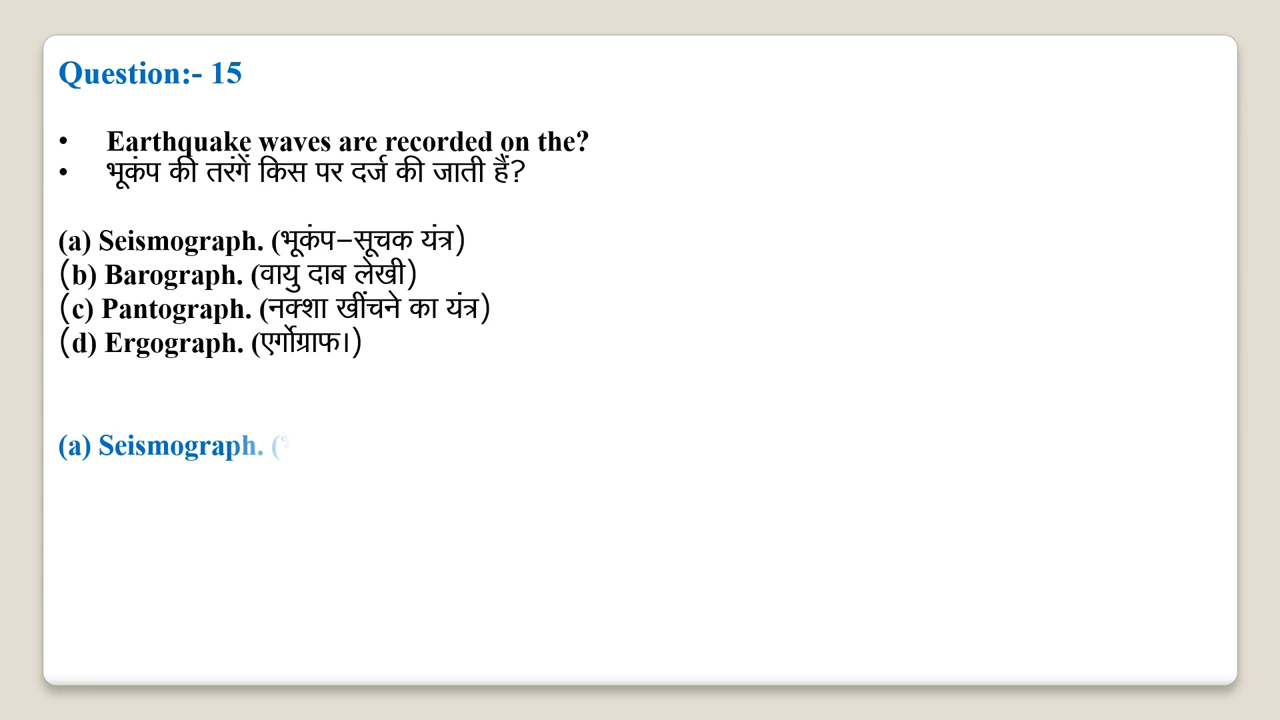 Question:- 15
• Earthquake waves are recorded on the?
• भूकंप की तरंगें किस पर दर्ज की जाती हैं?
(a) Seismograph. (भूकंप–सूचक यंत्र)
(b) Barograph. (वायु दाब लेखी)
(c) Pantograph. (नक्शा खींचने का यंत्र)
(d) Ergograph. (एर्गोग्राफ।)
(a) Seismograph. (